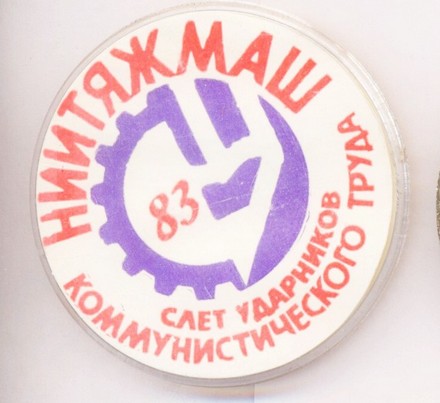 НИИТЯЖМАШ
83
СЛЕТ УДАРНИКОВ
КОММУНИСТИЧЕСКОГО ТРУДА